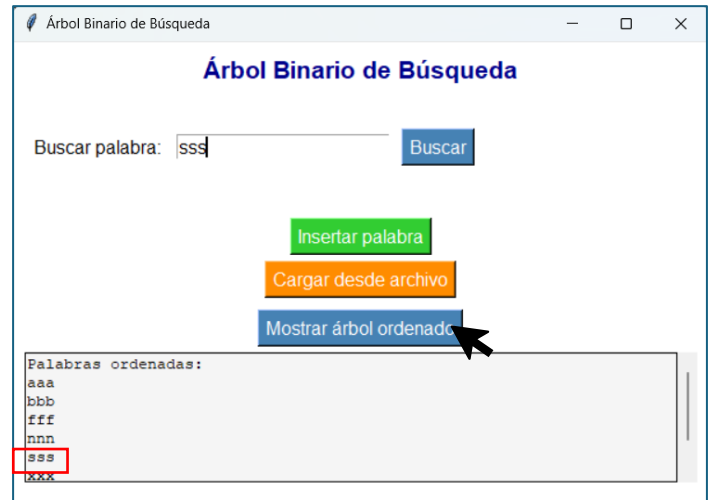 Árbol Binario de Búsqueda
Árbol Binario de Búsqueda
Buscar palabra: sss Buscar
Insertar palabra
Cargar desde archivo
Mostrar árbol ordenado
Palabras ordenadas:
aaa
bbb
fff
nnn
sss
xxx